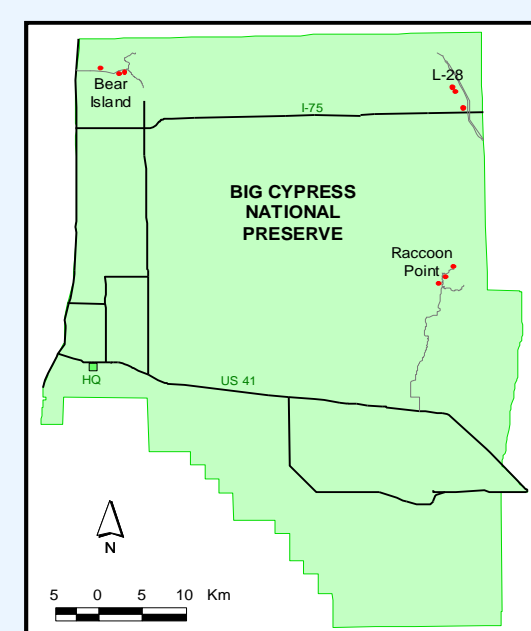 Bear
Island
L-28
I-75
BIG CYPRESS
NATIONAL
PRESERVE
Raccoon
Point
HQ
US 41
N
5 0 5 10 Km